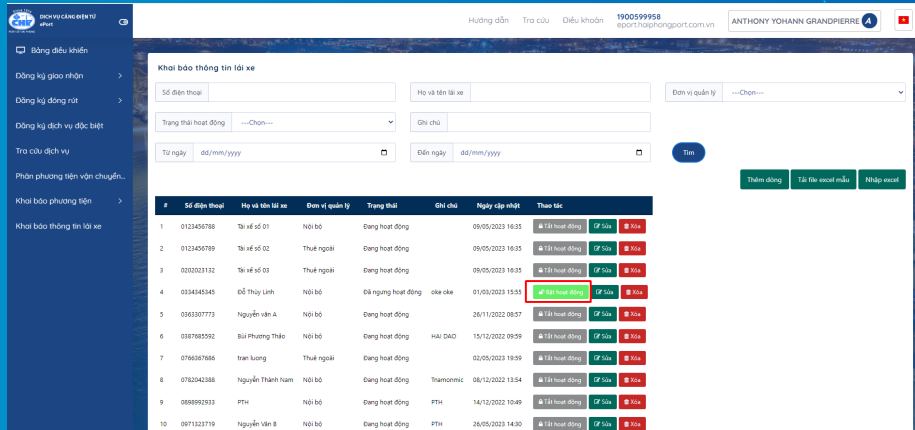 CHP
DỊCH VỤ CẢNG ĐIỆN TỬ
ePort
Hướng dẫn Tra cứu Điều khoản
1900599958
eport.haiphongport.com.vn
ANTHONY YOHANN GRANDPIERRE A
Bảng điều khiển
Đăng ký giao nhận
Đăng ký đóng rút
Đăng ký dịch vụ đặc biệt
Tra cứu dịch vụ
Phân phương tiện vận chuyển...
Khai báo phương tiện
Khai báo thông tin lái xe
Khai báo thông tin lái xe
Số điện thoại Họ và tên lái xe Đơn vị quản lý ---Chọn---
Trạng thái hoạt động ---Chọn--- Ghi chú
Từ ngày dd/mm/yyyy Đến ngày dd/mm/yyyy Tìm
Thêm dòng Tải file excel mẫu Nhập excel
# Số điện thoại Họ và tên lái xe Đơn vị quản lý Trạng thái Ghi chú Ngày cập nhật Thao tác
1 0123456788 Tài xế số 01 Nội bộ Đang hoạt động 09/05/2023 16:35 Tắt hoạt động Sửa Xóa
2 0123456789 Tài xế số 02 Thuê ngoài Đang hoạt động 09/05/2023 16:35 Tắt hoạt động Sửa Xóa
3 0202023132 Tài xế số 03 Thuê ngoài Đang hoạt động 09/05/2023 16:35 Tắt hoạt động Sửa Xóa
4 0334345345 Đỗ Thùy Linh Nội bộ Đã ngưng hoạt động oke oke 01/03/2023 15:55 Bật hoạt động Sửa Xóa
5 0363307773 Nguyễn văn A Nội bộ Đang hoạt động 26/11/2022 08:57 Tắt hoạt động Sửa Xóa
6 0387685592 Bùi Phương Thảo Nội bộ Đang hoạt động HAI DAO 15/12/2022 09:59 Tắt hoạt động Sửa Xóa
7 0766367686 tran luong Thuê ngoài Đang hoạt động 02/05/2023 19:59 Tắt hoạt động Sửa Xóa
8 0782042388 Nguyễn Thành Nam Nội bộ Đang hoạt động Tnamonmic 08/12/2022 13:54 Tắt hoạt động Sửa Xóa
9 0898992933 PTH Nội bộ Đang hoạt động PTH 14/12/2022 10:49 Tắt hoạt động Sửa Xóa
10 0971323719 Nguyễn Văn B Nội bộ Đang hoạt động PTH 26/05/2023 14:30 Tắt hoạt động Sửa Xóa